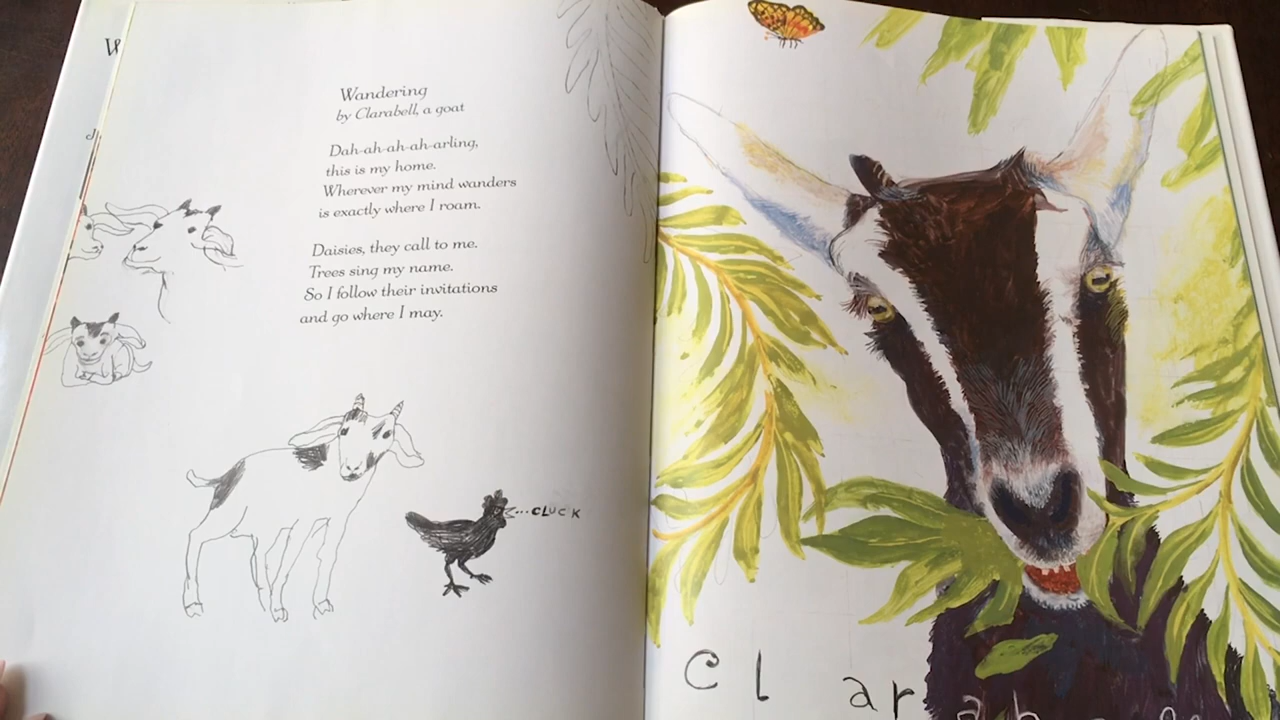 W
Wandering
by Clarabell, a goat
Dah-ah-ah-ah-arling,
this is my home.
Wherever my mind wanders
is exactly where I roam.
Daisies, they call to me.
Trees sing my name.
So I follow their invitations
and go where I may.
...CLUCK
Cl arab